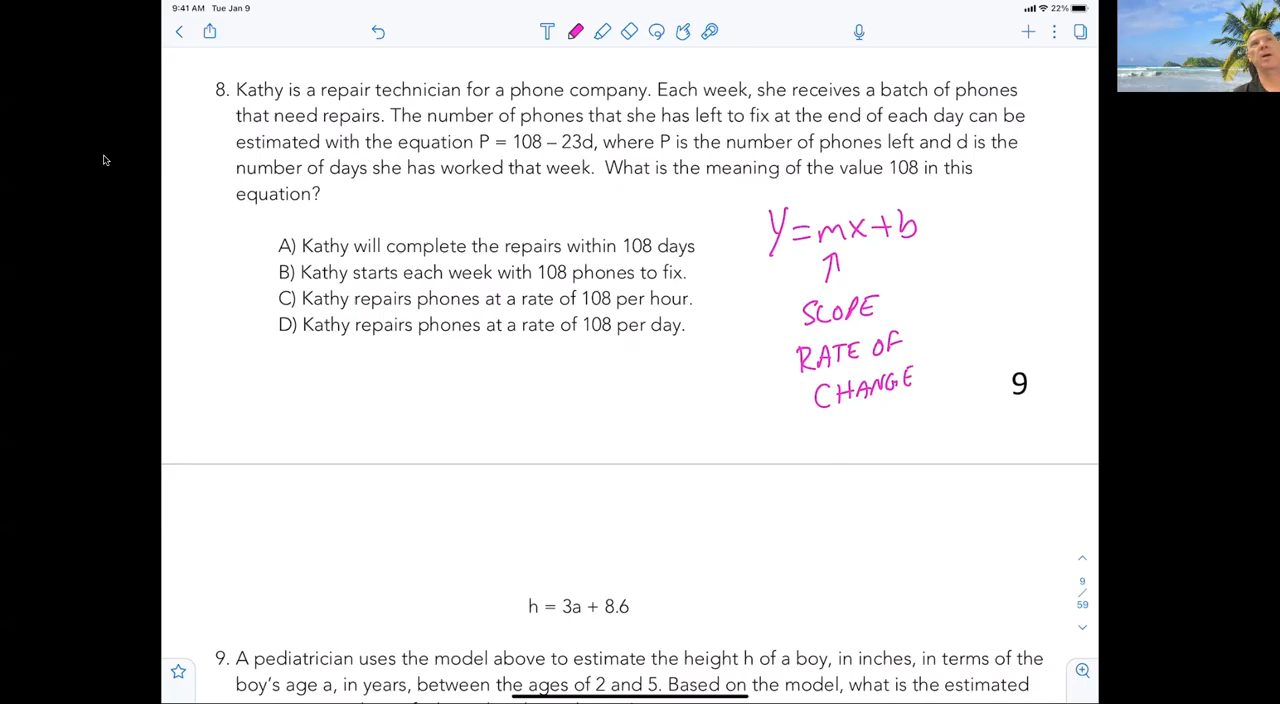 9:41 AM Tue Jan 9
22%
8. Kathy is a repair technician for a phone company. Each week, she receives a batch of phones
that need repairs. The number of phones that she has left to fix at the end of each day can be
estimated with the equation P = 108 – 23d, where P is the number of phones left and d is the
number of days she has worked that week. What is the meaning of the value 108 in this
equation?
A) Kathy will complete the repairs within 108 days
B) Kathy starts each week with 108 phones to fix.
C) Kathy repairs phones at a rate of 108 per hour.
D) Kathy repairs phones at a rate of 108 per day.
y=mx+b
SCOPE
RATE OF
CHANGE
9
h = 3a + 8.6
9
/
59
9. A pediatrician uses the model above to estimate the height h of a boy, in inches, in terms of the
boy's age a, in years, between the ages of 2 and 5. Based on the model, what is the estimated